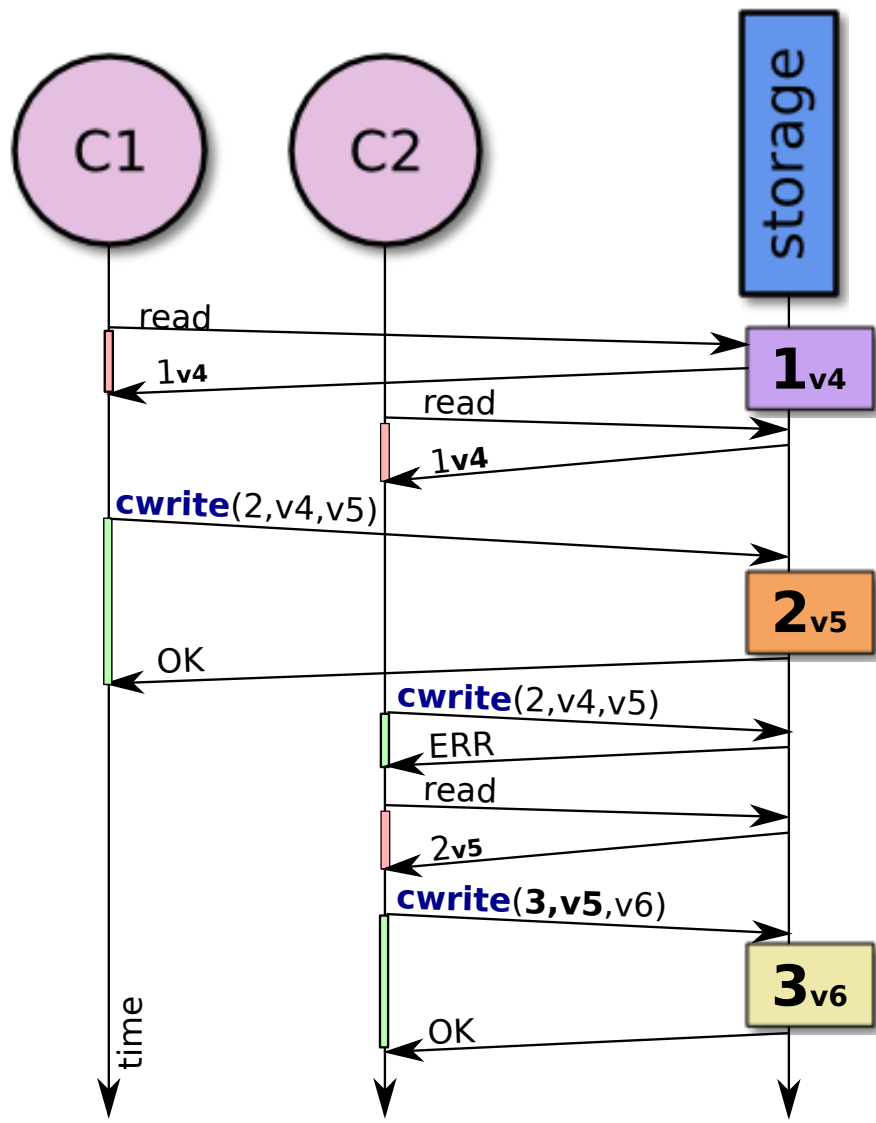 C1
C2
storage
read
1v4
1v4
read
1v4
cwrite(2,v4,v5)
2v5
OK
cwrite(2,v4,v5)
ERR
read
2v5
cwrite(3,v5,v6)
3v6
OK
time